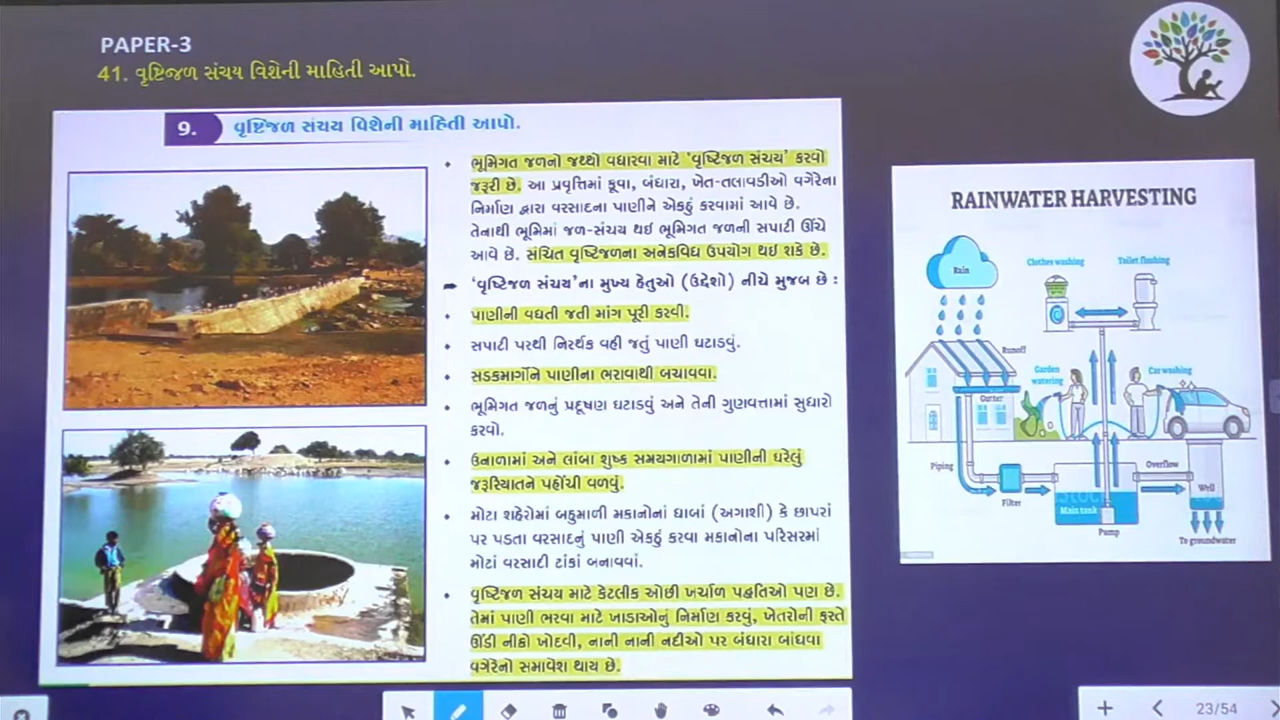 PAPER-3
41. વૃષ્ટિજળ સંચય વિશેની માહિતી આપો.
9. વૃષ્ટિજળ સંચય વિશેની માહિતી આપો.
• ભૂમિગત જળનો જથ્થો વધારવા માટે 'વૃષ્ટિજળ સંચય' કરવો
જરૂરી છે. આ પ્રવૃત્તિમાં કૂવા, બંધારા, ખેત-તલાવડીઓ વગેરેના
નિર્માણ દ્વારા વરસાદના પાણીને એકઠું કરવામાં આવે છે.
તેનાથી ભૂમિમાં જળ-સંચય થઈ ભૂમિગત જળની સપાટી ઊંચે
આવે છે. સંચિત વૃષ્ટિજળના અનેકવિધ ઉપયોગ થઈ શકે છે.
➡ 'વૃષ્ટિજળ સંચય'ના મુખ્ય હેતુઓ (ઉદ્દેશો) નીચે મુજબ છે :
• પાણીની વધતી જતી માંગ પૂરી કરવી.
• સપાટી પરથી નિરર્થક વહી જતું પાણી ઘટાડવું.
• સડકમાર્ગોને પાણીના ભરાવાથી બચાવવા.
• ભૂમિગત જળનું પ્રદૂષણ ઘટાડવું અને તેની ગુણવત્તામાં સુધારો
કરવો.
• ઉનાળામાં અને લાંબા શુષ્ક સમયગાળામાં પાણીની ઘરેલું
જરૂરિયાતને પહોંચી વળવું.
• મોટા શહેરોમાં બહુમાળી મકાનોનાં ધાબાં (અગાશી) કે છાપરાં
પર પડતા વરસાદનું પાણી એકઠું કરવા મકાનોના પરિસરમાં
મોટાં વરસાદી ટાંકાં બનાવવાં.
• વૃષ્ટિજળ સંચય માટે કેટલીક ઓછી ખર્ચાળ પદ્ધતિઓ પણ છે.
તેમાં પાણી ભરવા માટે ખાડાઓનું નિર્માણ કરવું, ખેતરોની ફરતે
ઊંડી નીકો ખોદવી, નાની નાની નદીઓ પર બંધારા બાંધવા
વગેરેનો સમાવેશ થાય છે.
RAINWATER HARVESTING
Rain
Clothes washing
Toilet flushing
Runoff
Garden
watering
Car washing
Gutter
Piping
Filter
Overflow
Well
Main tank
Pump
To groundwater
23/54